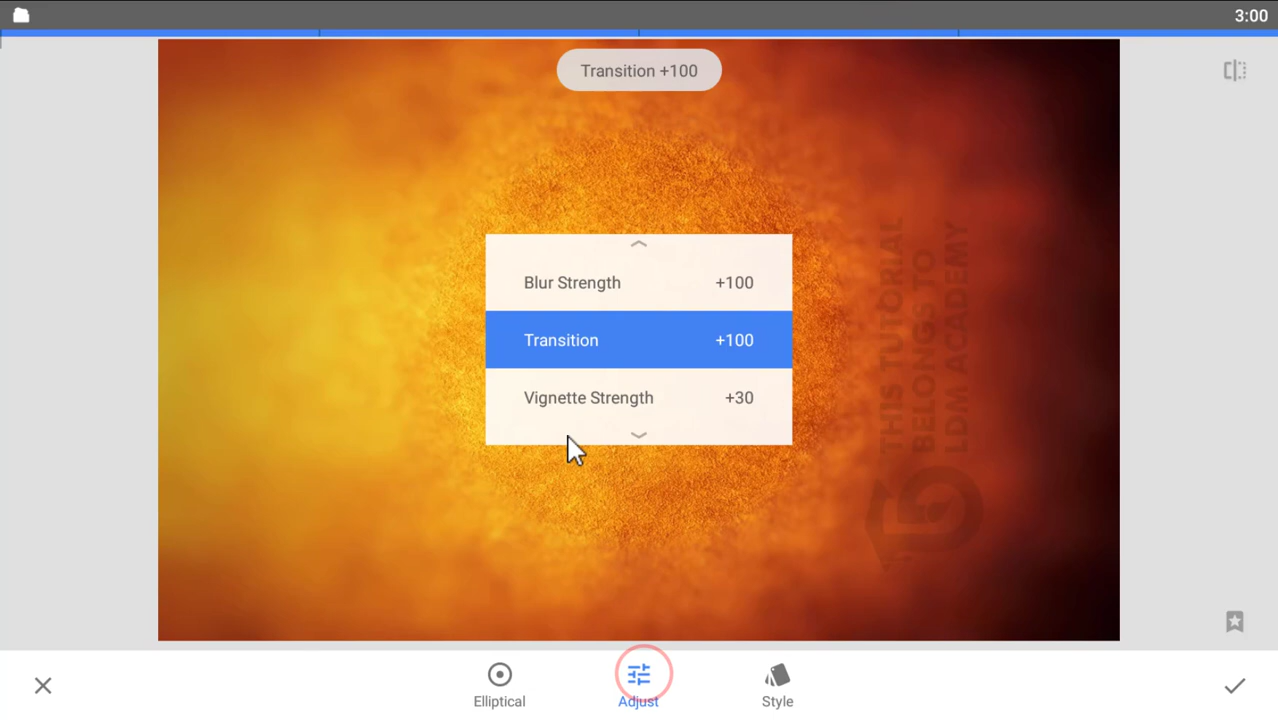 3:00
Transition +100
Blur Strength +100
Transition +100
Vignette Strength +30
THIS TUTORIAL
BELONGS TO
LDM ACADEMY
Elliptical
Adjust
Style